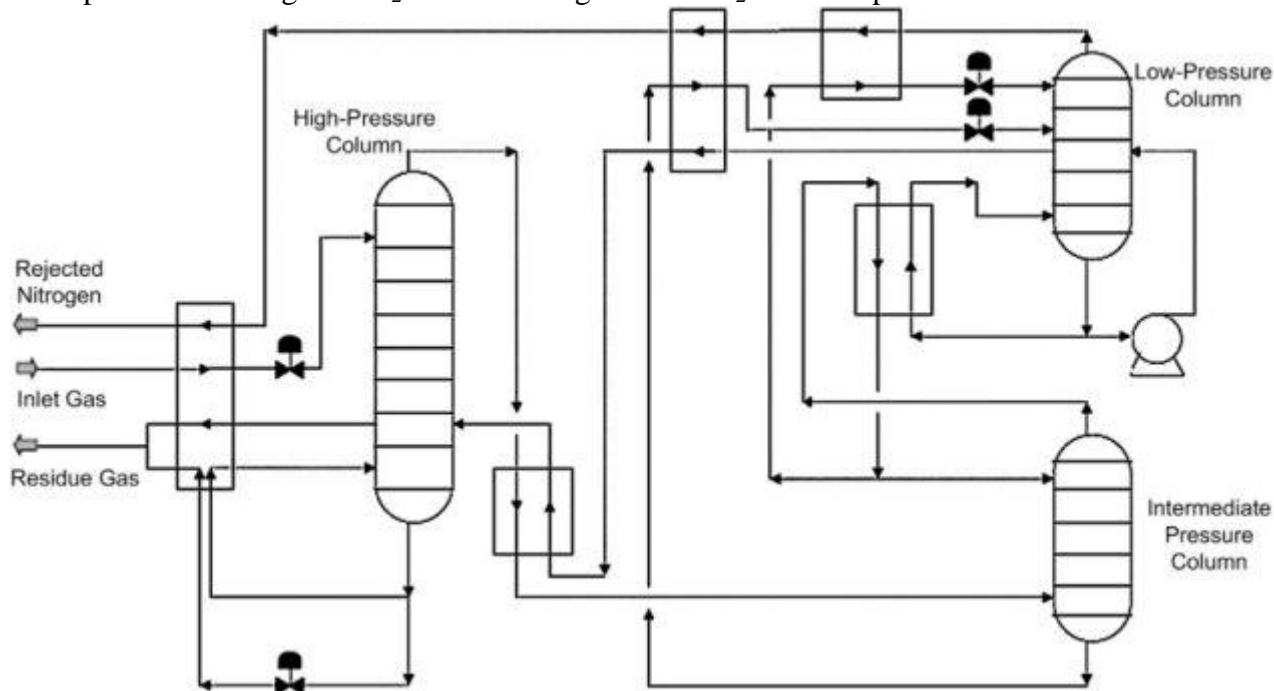 High-Pressure
Column
Low-Pressure
Column
Rejected
Nitrogen
Inlet Gas
Residue Gas
Intermediate
Pressure
Column